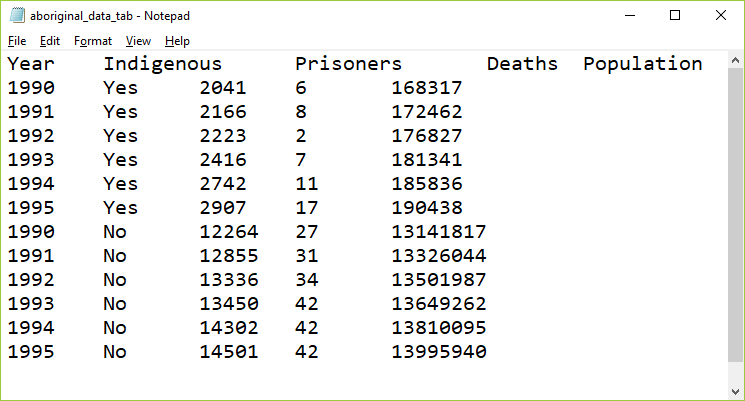 aboriginal_data_tab - Notepad
File Edit Format View Help
Year Indigenous Prisoners Deaths Population
1990 Yes 2041 6 168317
1991 Yes 2166 8 172462
1992 Yes 2223 2 176827
1993 Yes 2416 7 181341
1994 Yes 2742 11 185836
1995 Yes 2907 17 190438
1990 No 12264 27 13141817
1991 No 12855 31 13326044
1992 No 13336 34 13501987
1993 No 13450 42 13649262
1994 No 14302 42 13810095
1995 No 14501 42 13995940